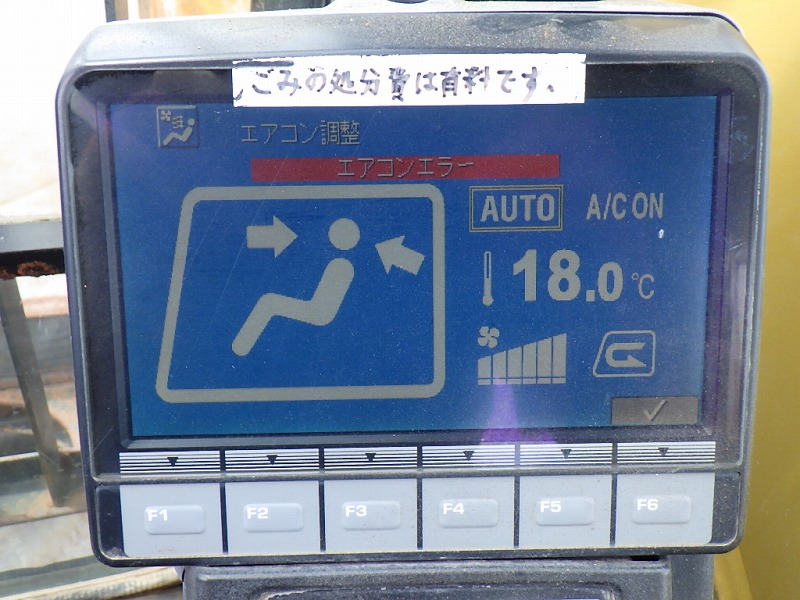 ごみの処分費は有料です、
エアコン調整
エアコンエラー
AUTO A/C ON
18.0℃
F1 F2 F3 F4 F5 F6